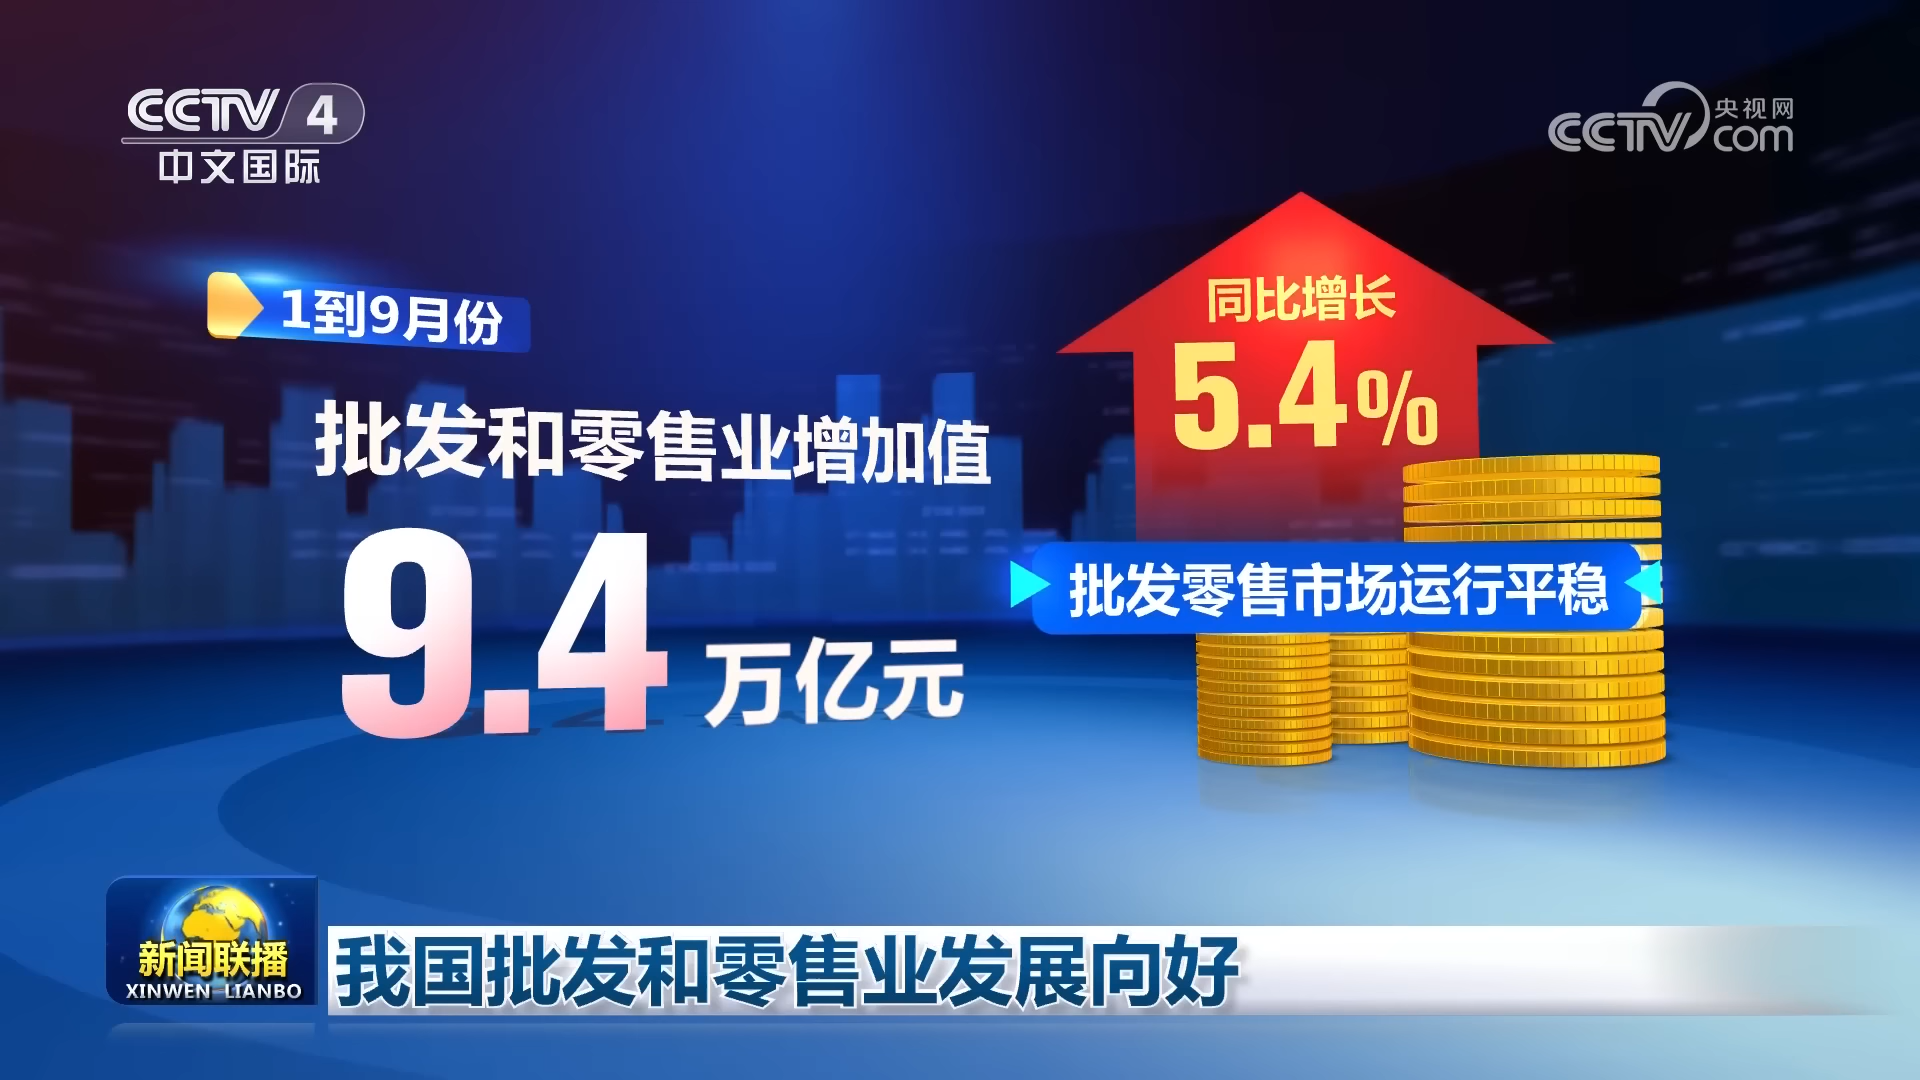 CCTV 4
中文国际
央视网
CCTV.com
1到9月份
批发和零售业增加值
9.4 万亿元
同比增长
5.4%
批发零售市场运行平稳
新闻联播
XINWEN LIANBO
我国批发和零售业发展向好